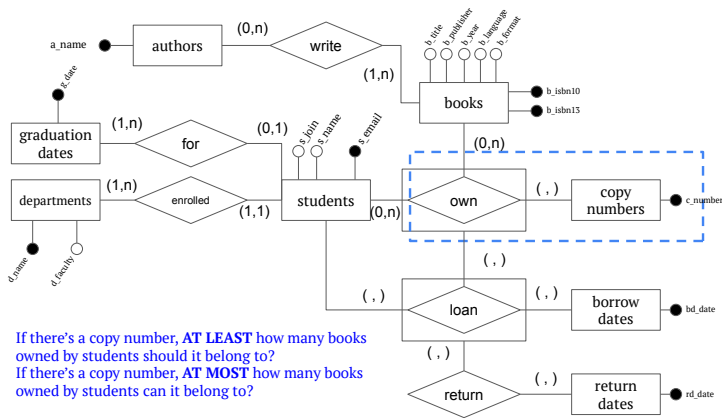 a_name
authors
(0,n)
write
(1,n)
b_title
b_publisher
b_year
b_language
b_format
books
b_isbn10
b_isbn13
(0,n)
g_date
graduation
dates
(1,n)
for
(0,1)
s_join
s_name
s_email
departments
(1,n)
enrolled
(1,1)
students
(0,n)
own
( , )
copy
numbers
c_number
d_name
d_faculty
( , )
( , )
loan
( , )
borrow
dates
bd_date
( , )
return
( , )
return
dates
rd_date
If there's a copy number, AT LEAST how many books
owned by students should it belong to?
If there's a copy number, AT MOST how many books
owned by students can it belong to?